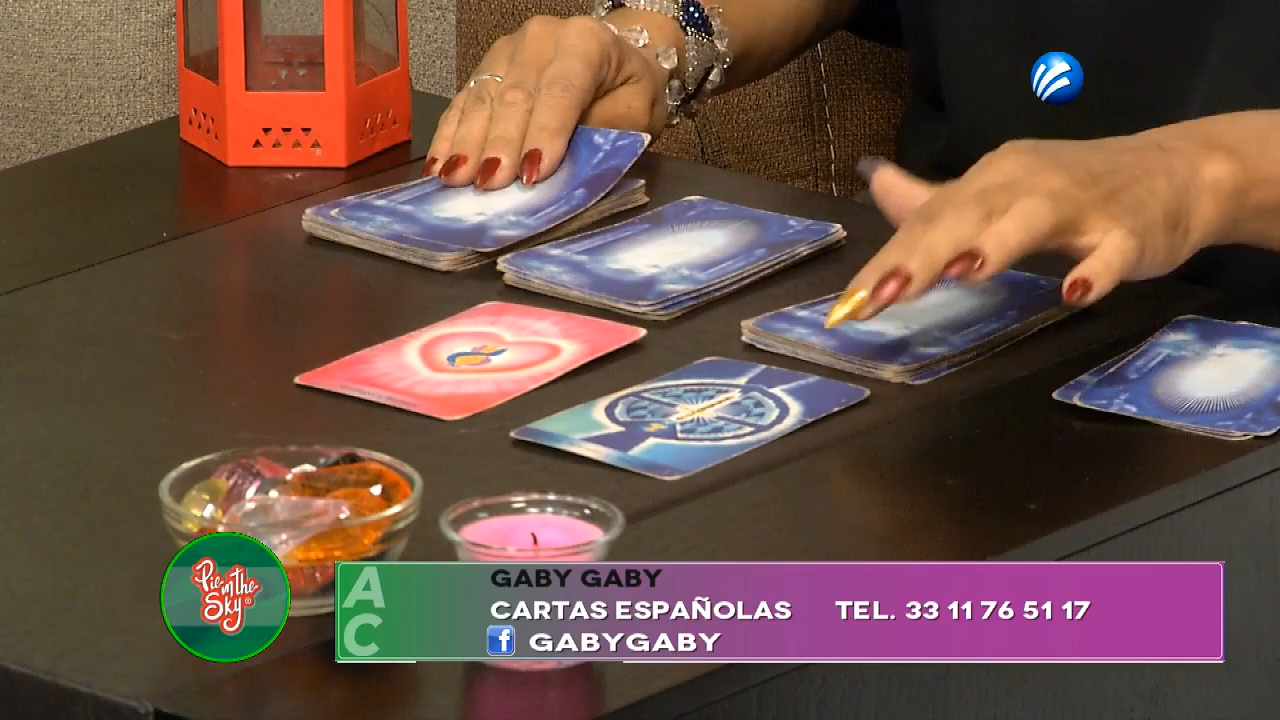 Pie in the
Sky
AC
GABY GABY
CARTAS ESPAÑOLAS TEL. 33 11 76 51 17
f GABYGABY